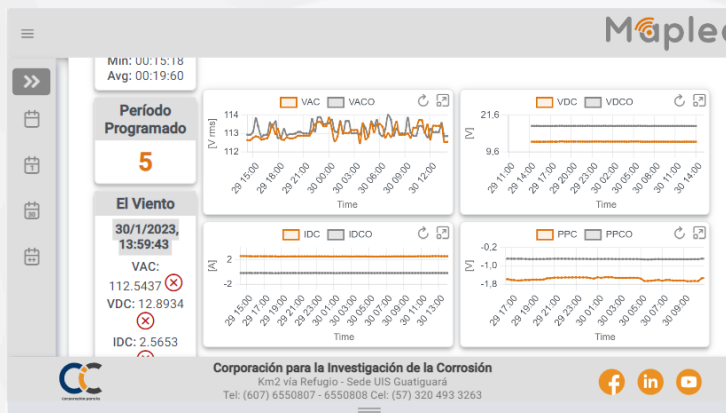 Maplec
Min: 00:15:18
Avg: 00:19:60
Período
Programado
5
El Viento
30/1/2023,
13:59:43
VAC:
112.5437
VDC: 12.8934
IDC: 2.5653
VAC VACO
114
113
112
[V rms]
29 15:00
29 18:00
29 21:00
30 00:00
30 03:00
30 06:00
30 09:00
30 12:00
Time
VDC VDCO
21,6
9,6
[V]
29 11:00
29 14:00
29 17:00
29 20:00
29 23:00
30 02:00
30 05:00
30 08:00
30 11:00
30 14:00
Time
IDC IDCO
2
-2
[A]
29 15:00
29 17:00
29 19:00
29 21:00
29 23:00
30 01:00
30 03:00
30 05:00
30 07:00
30 09:00
30 11:00
30 13:00
Time
PPC PPCO
-0,2
-1,0
-1,8
[V]
29 17:00
29 19:00
29 21:00
29 23:00
30 01:00
30 03:00
30 05:00
30 07:00
30 09:00
Time
Corporación para la Investigación de la Corrosión
Km2 vía Refugio - Sede UIS Guatiguará
Tel: (607) 6550807 - 6550808 Cel: (57) 320 493 3263